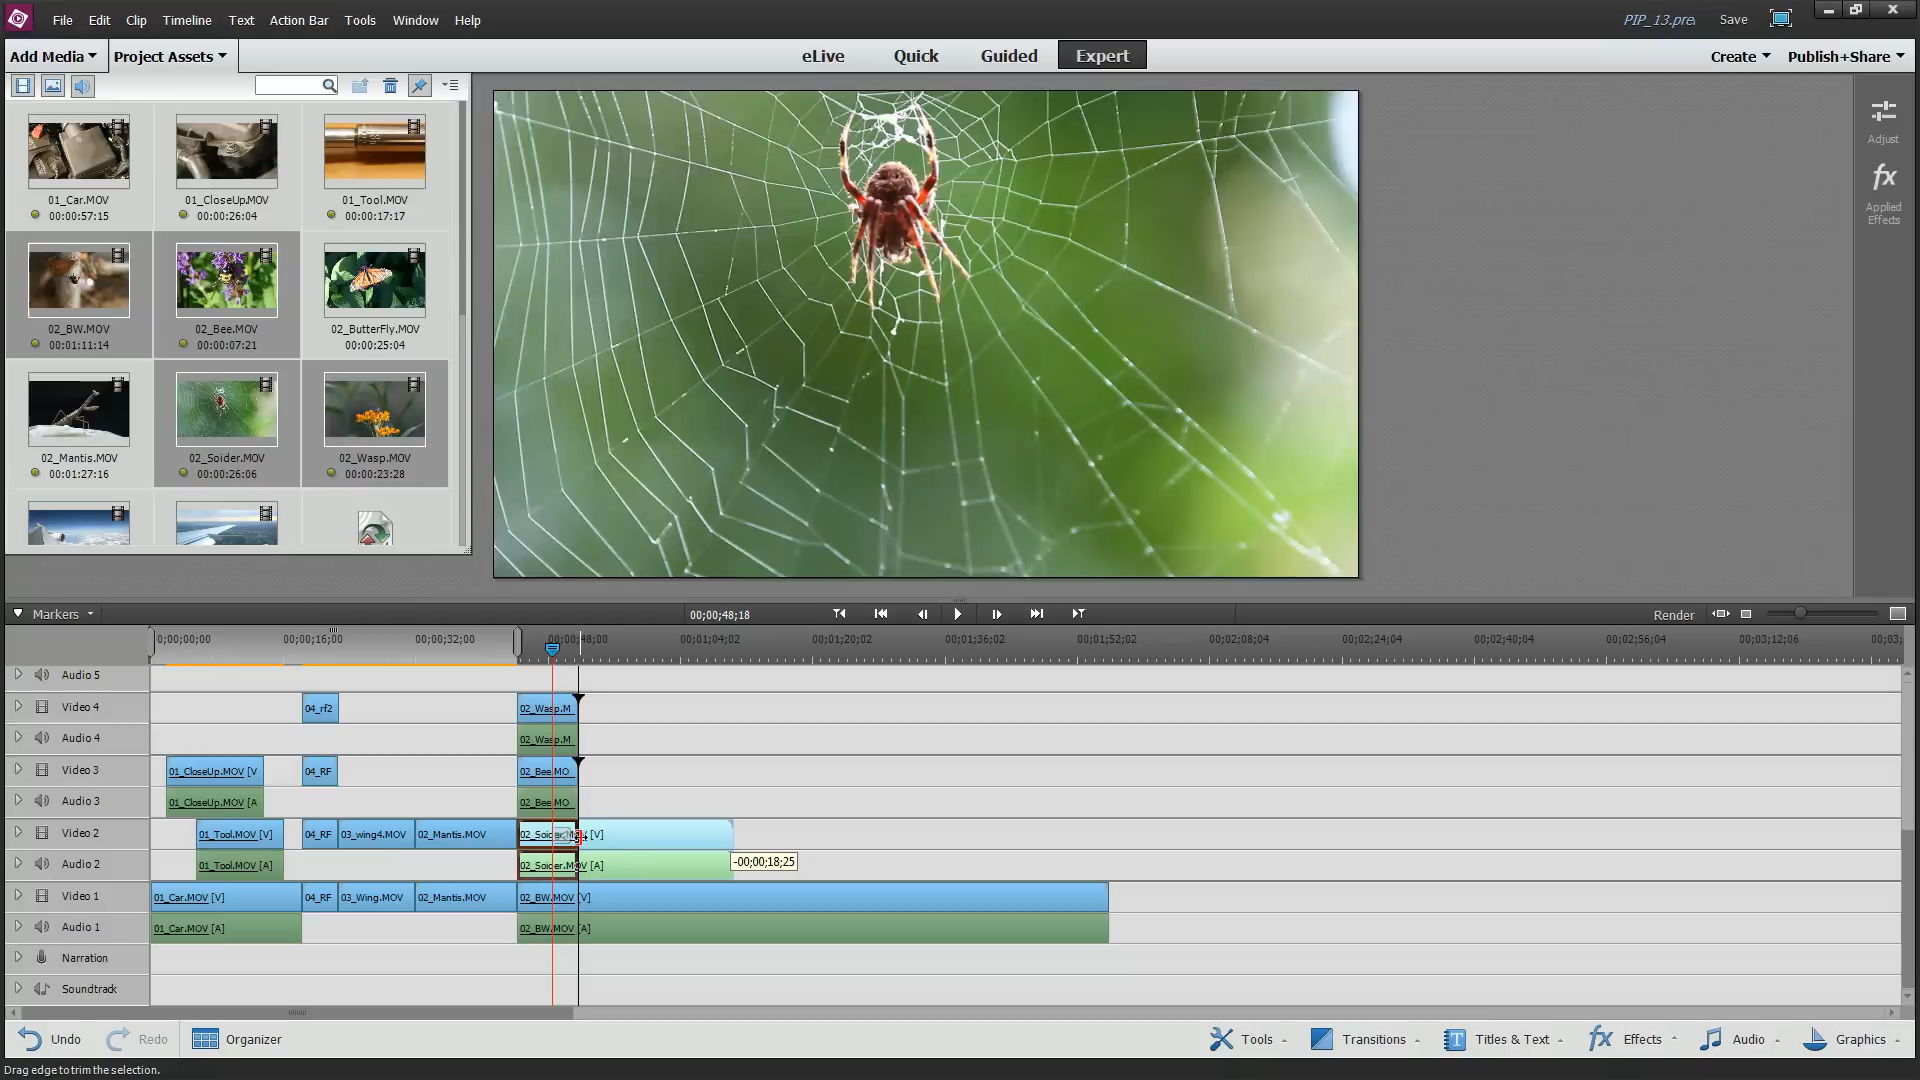 File Edit Clip Timeline Text Action Bar Tools Window Help
PIP_13.prel Save
Add Media Project Assets
eLive Quick Guided Expert
Create Publish+Share
01_Car.MOV 01_CloseUp.MOV 01_Tool.MOV
00:00:57:15 00:00:26:04 00:00:17:17
02_BW.MOV 02_Bee.MOV 02_ButterFly.MOV
00:01:11:14 00:00:07:21 00:00:25:04
02_Mantis.MOV 02_Soider.MOV 02_Wasp.MOV
00:01:27:16 00:00:26:06 00:00:23:28
Adjust
fx
Applied
Effects
Markers
00;00;48;18
Render
0;00;00;00 00;00;16;00 00;00;32;00 00;00;48;00 00;01;04;02 00;01;20;02 00;01;36;02 00;01;52;02 00;02;08;04 00;02;24;04 00;02;40;04 00;02;56;04 00;03;12;06 00;03;
Audio 5
Video 4 04_rf2 02_Wasp.M
Audio 4 02_Wasp.M
Video 3 01_CloseUp.MOV [V 04_RF 02_Bee.MO
Audio 3 01_CloseUp.MOV [A 02_Bee.MO
Video 2 01_Tool.MOV [V] 04_RF 03_wing4.MOV 02_Mantis.MOV 02_Soider.MOV [V]
Audio 2 01_Tool.MOV [A] 02_Soider.MOV [A] -00;00;18;25
Video 1 01_Car.MOV [V] 04_RF 03_Wing.MOV 02_Mantis.MOV 02_BW.MOV [V]
Audio 1 01_Car.MOV [A] 02_BW.MOV [A]
Narration
Soundtrack
Undo Redo Organizer
Tools Transitions T Titles & Text fx Effects Audio Graphics
Drag edge to trim the selection.